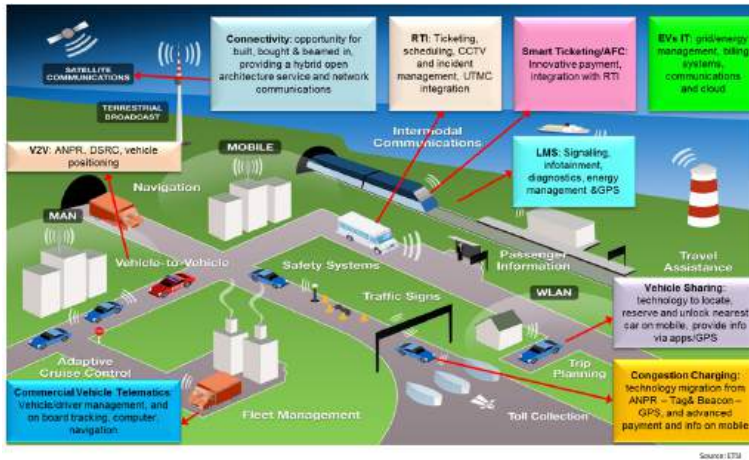 Connectivity: opportunity for
built, bought & beamed in,
providing a hybrid open
architecture service and network
communications
RTI: Ticketing,
scheduling, CCTV
and incident
management, UTMC
integration
Smart Ticketing/AFC:
Innovative payment,
integration with RTI
EVs IT: grid/energy
management, billing
systems,
communications
and cloud
SATELLITE
COMMUNICATIONS
TERRESTRIAL
BROADCAST
V2V: ANPR, DSRC, vehicle
positioning
MOBILE
Intermodal
Communications
LMS: Signalling,
infotainment,
diagnostics, energy
management &GPS
Navigation
MAN
Vehicle-to-Vehicle
Safety Systems
Passenger
Information
Travel
Assistance
Traffic Signs
WLAN
Vehicle Sharing:
technology to locate,
reserve and unlock nearest
car on mobile, provide info
via apps/GPS
Adaptive
Cruise Control
Trip
Planning
Commercial Vehicle Telematics:
Vehicle/driver management, and
on board tracking, computer,
navigation
Fleet Management
Toll Collection
Congestion Charging:
technology migration from
ANPR – Tag& Beacon –
GPS, and advanced
payment and info on mobile
Source: ETSI